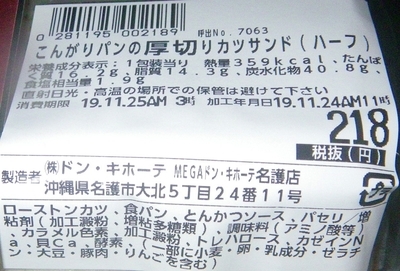 0281195 002189 呼出No. 7063
こんがりパンの厚切りカツサンド(ハーフ)
栄養成分表示:1包装当り 熱量359kcal、たんぱ
く質16.2g、脂質14.3g、炭水化物40.8g、
食塩相当量1.9g
直射日光・高温の場所での保管は避けて下さい
消費期限 19.11.25AM 3時 加工年月日19.11.24AM11時
218
税抜(円)
製造者 ㈱ドン・キホーテ MEGAドン・キホーテ名護店
沖縄県名護市大北5丁目24番11号
ローストンカツ、食パン、とんかつソース、パセリ/増
粘剤(加工澱粉、増粘多糖類)、調味料(アミノ酸等)
、カラメル色素、加工澱粉、トレハロース、カゼインN
a、貝Ca、酵素、(一部に小麦・卵・乳成分・ゼラチ
ン・大豆・豚肉・りんごを含む)